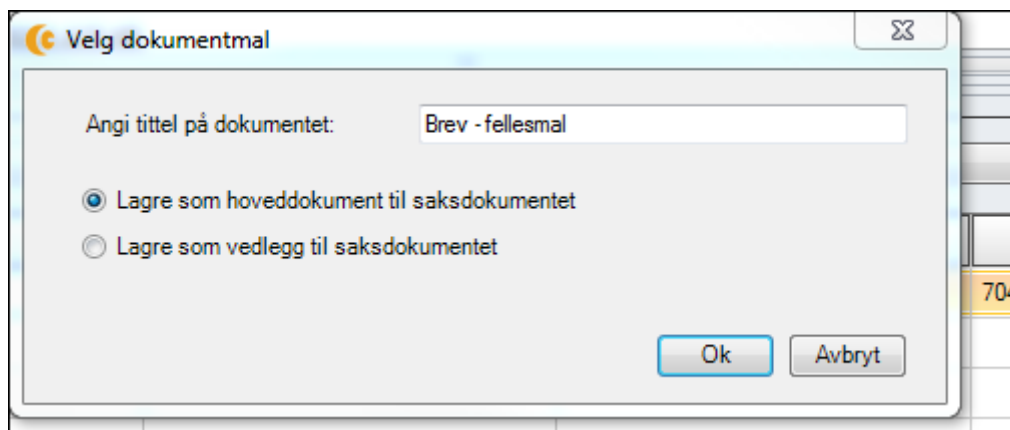 Velg dokumentmal
Angi tittel på dokumentet: Brev - fellesmal
Lagre som hoveddokument til saksdokumentet
Lagre som vedlegg til saksdokumentet
704
Ok Avbryt